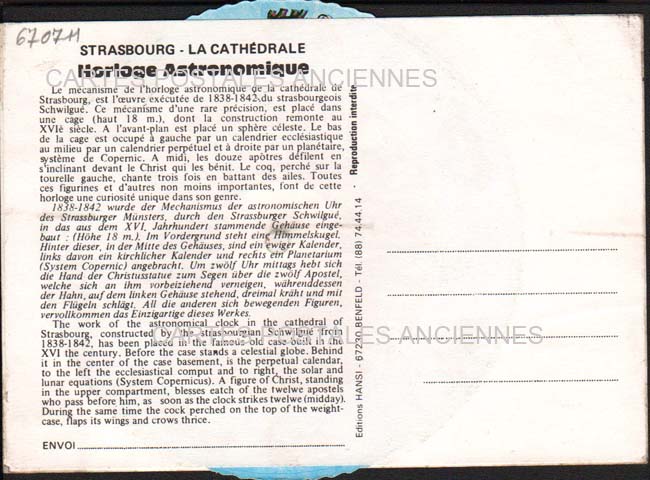 6707H
STRASBOURG - LA CATHÉDRALE
Horloge Astronomique
CARTES POSTALES ANCIENNES
Le mécanisme de l'horloge astronomique de la cathédrale de
Strasbourg, est l'œuvre exécutée de 1838-1842 du strasbourgeois
Schwilgué. Ce mécanisme d'une rare précision, est placé dans
une cage (haut 18 m.), dont la construction remonte au
XVIè siècle. A l'avant-plan est placé un sphère céleste. Le bas
de la cage est occupé à gauche par un calendrier ecclésiastique
au milieu par un calendrier perpétuel et à droite par un planétaire,
système de Copernic. A midi, les douze apôtres défilent en
s'inclinant devant le Christ qui les bénit. Le coq, perché sur la
tourelle gauche, chante trois fois en battant des ailes. Toutes
ces figurines et d'autres non moins importantes, font de cette
horloge une curiosité unique dans son genre.
1838-1842 wurde der Mechanismus der astronomischen Uhr
des Strassburger Münsters, durch den Strassburger Schwilgué,
in das aus dem XVI. Jahrhundert stammende Gehäuse einge-
baut : (Höhe 18 m.). Im Vordergrund steht eine Himmelskugel.
Hinter dieser, in der Mitte des Gehäuses, sind ein ewiger Kalender,
links davon ein kirchlicher Kalender und rechts ein Planetarium
(System Copernic) angebracht. Um zwölf Uhr mittags hebt sich
die Hand der Christusstatue zum Segen über die zwölf Apostel,
welche sich an ihm vorbeiziehend verneigen, währenddessen
der Hahn, auf dem linken Gehäuse stehend, dreimal kräht und mit
den Flügeln schlägt. All die anderen sich bewegenden Figuren,
vervollkommen das Einzigartige dieses Werkes.
The work of the astronomical clock in the cathedral of
Strasbourg, constructed by the strasbourgian Schwilgué from
1838-1842, has been placed in the famous old case built in the
XVI the century. Before the case stands a celestial globe. Behind
it in the center of the case basement, is the perpetual calendar,
to the left the ecclesiastical comput and to right, the solar and
lunar equations (System Copernicus). A figure of Christ, standing
in the upper compartment, blesses eatch of the twelwe apostels
who pass before him, as soon as the clock strikes twelwe (midday).
During the same time the cock perched on the top of the weight-
case, flaps its wings and crows thrice.
CARTES POSTALES ANCIENNES
ENVOI
Editions HANSI - 67230 BENFELD - Tél. (88) 74.44.14 - Reproduction interdite